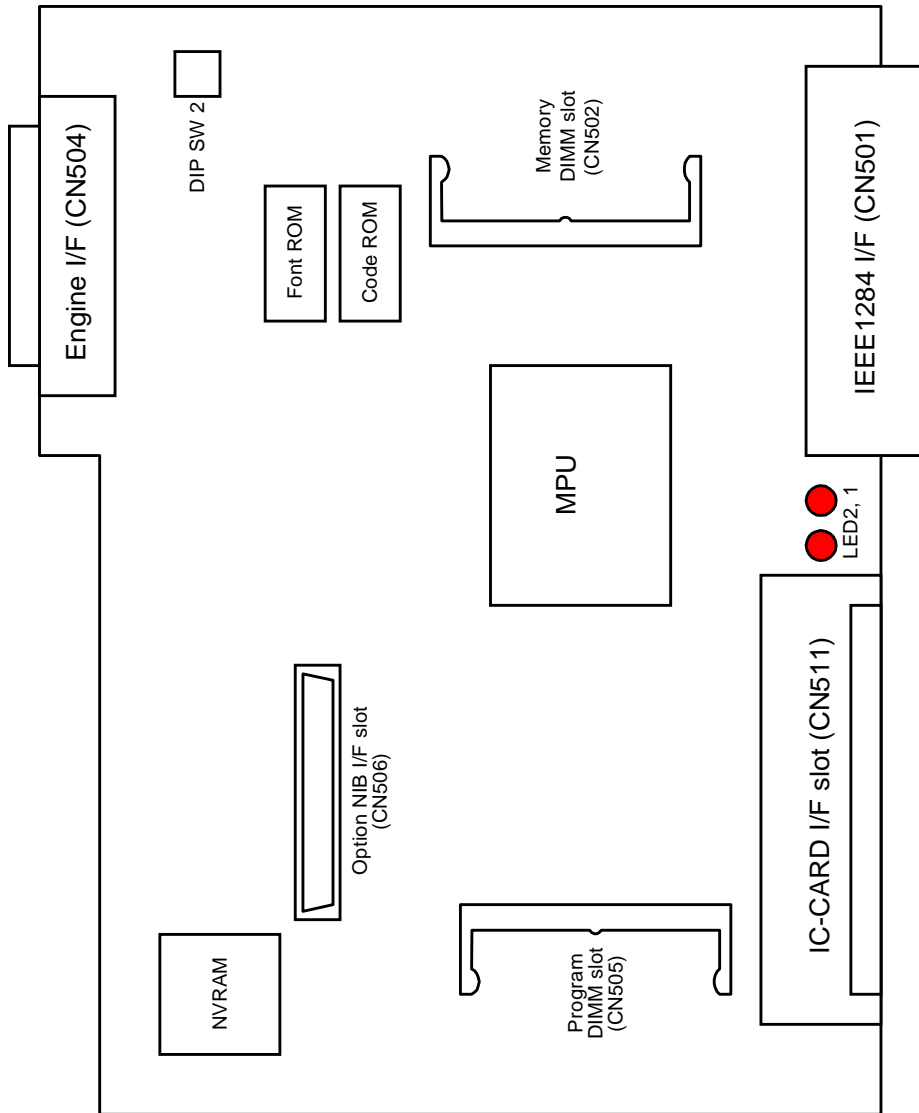 Engine I/F (CN504)
DIP SW 2
Font ROM
Code ROM
Memory
DIMM slot
(CN502)
IEEE1284 I/F (CN501)
MPU
LED2, 1
Option NIB I/F slot
(CN506)
IC-CARD I/F slot (CN511)
NVRAM
Program
DIMM slot
(CN505)